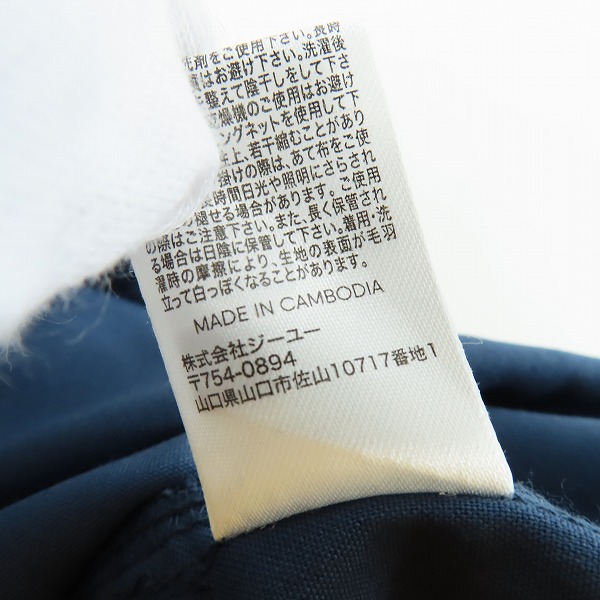 洗剤をご使用下さい。長時
はお避け下さい。洗濯後
整えて陰干しをして下さ
乾燥機のご使用はお避け
グネットを使用して下
上、若干縮むことがあり
掛けの際は、あて布をご使用
長時間日光や照明にさらされ
褪せる場合があります。ご使用
の際はご注意下さい。また、長く保管され
る場合は日陰に保管して下さい。着用・洗
濯時の摩擦により、生地の表面が毛羽
立って白っぽくなることがあります。
MADE IN CAMBODIA
株式会社ジーユー
〒754-0894
山口県山口市佐山10717番地1